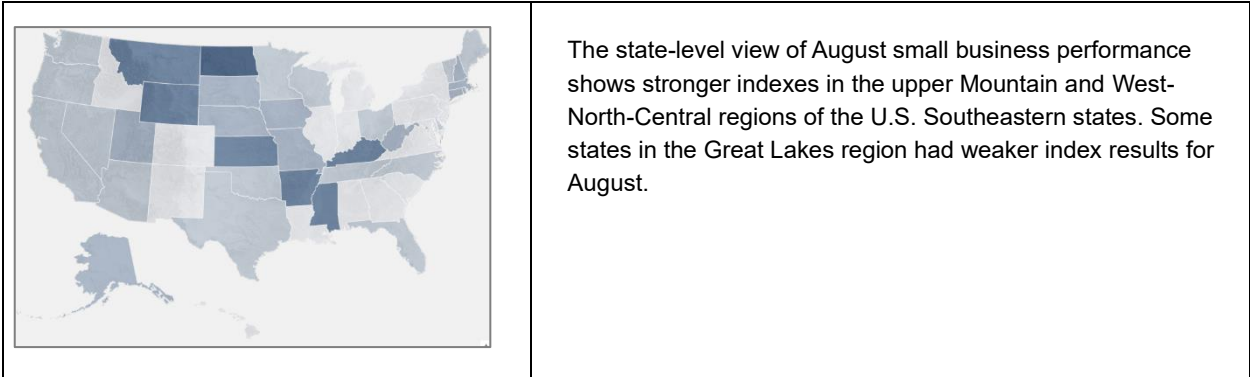 The state-level view of August small business performance
shows stronger indexes in the upper Mountain and West-
North-Central regions of the U.S. Southeastern states. Some
states in the Great Lakes region had weaker index results for
August.